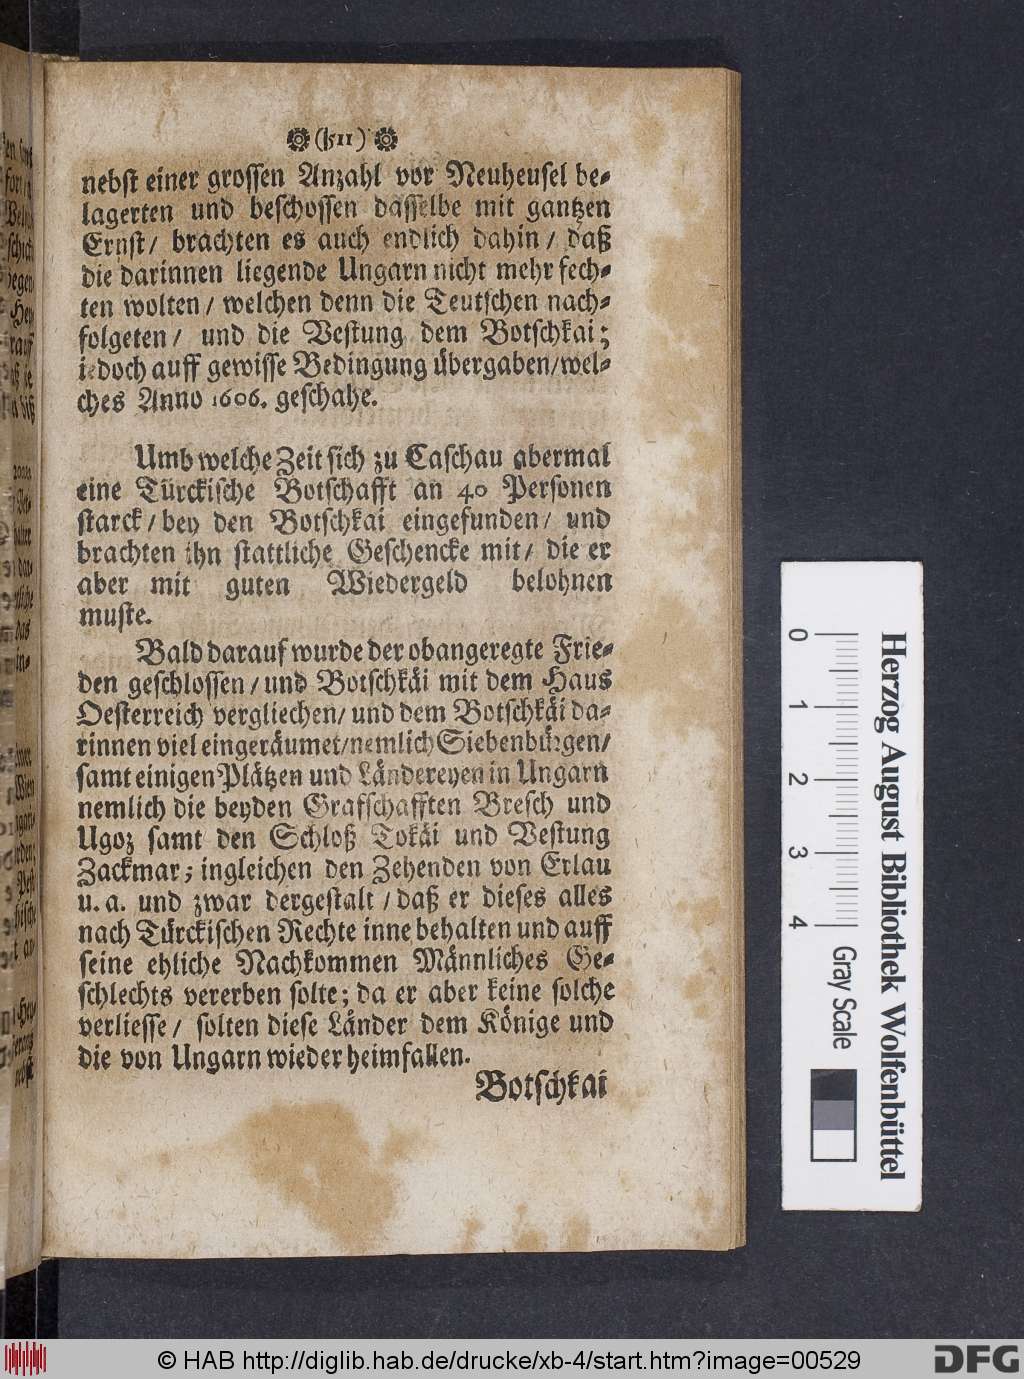 (511)
nebst einer grossen Anzahl vor Neuheusel be-
lagerten und beschossen dasselbe mit gantzen
Ernst/ brachten es auch endlich dahin/ daß
die darinnen liegende Ungarn nicht mehr fech-
ten wolten/ welchen denn die Teutschen nach-
folgeten/ und die Vestung dem Botschkai;
iedoch auff gewisse Bedingung übergaben/wel-
ches Anno 1606. geschahe.
Umb welche Zeit sich zu Caschau abermal
eine Türckische Botschafft an 40 Personen
starck/bey den Botschkai eingefunden/ und
brachten ihn stattliche Geschencke mit/ die er
aber mit guten Wiedergeld belohnen
muste.
Bald darauf wurde der obangeregte Frie-
den geschlossen/und Botschkäi mit dem Haus
Oesterreich vergliechen/ und dem Botschkäi da-
rinnen viel eingeräumet/nemlich Siebenbürgen/
samt einigen Plätzen und Ländereyen in Ungarn
nemlich die beyden Grafschafften Bresch und
Ugoz samt den Schloß Tokäi und Vestung
Zackmar; ingleichen den Zehenden von Erlau
u. a. und zwar dergestalt/daß er dieses alles
nach Türckischen Rechte inne behalten und auff
seine ehliche Nachkommen Männliches Ge-
schlechts vererben solte; da er aber keine solche
verliesse/ solten diese Länder dem Könige und
die von Ungarn wieder heimfallen.
Botschkai
0 1 2 3 4
Gray Scale
Herzog August Bibliothek Wolfenbüttel
© HAB http://diglib.hab.de/drucke/xb-4/start.htm?image=00529
DFG